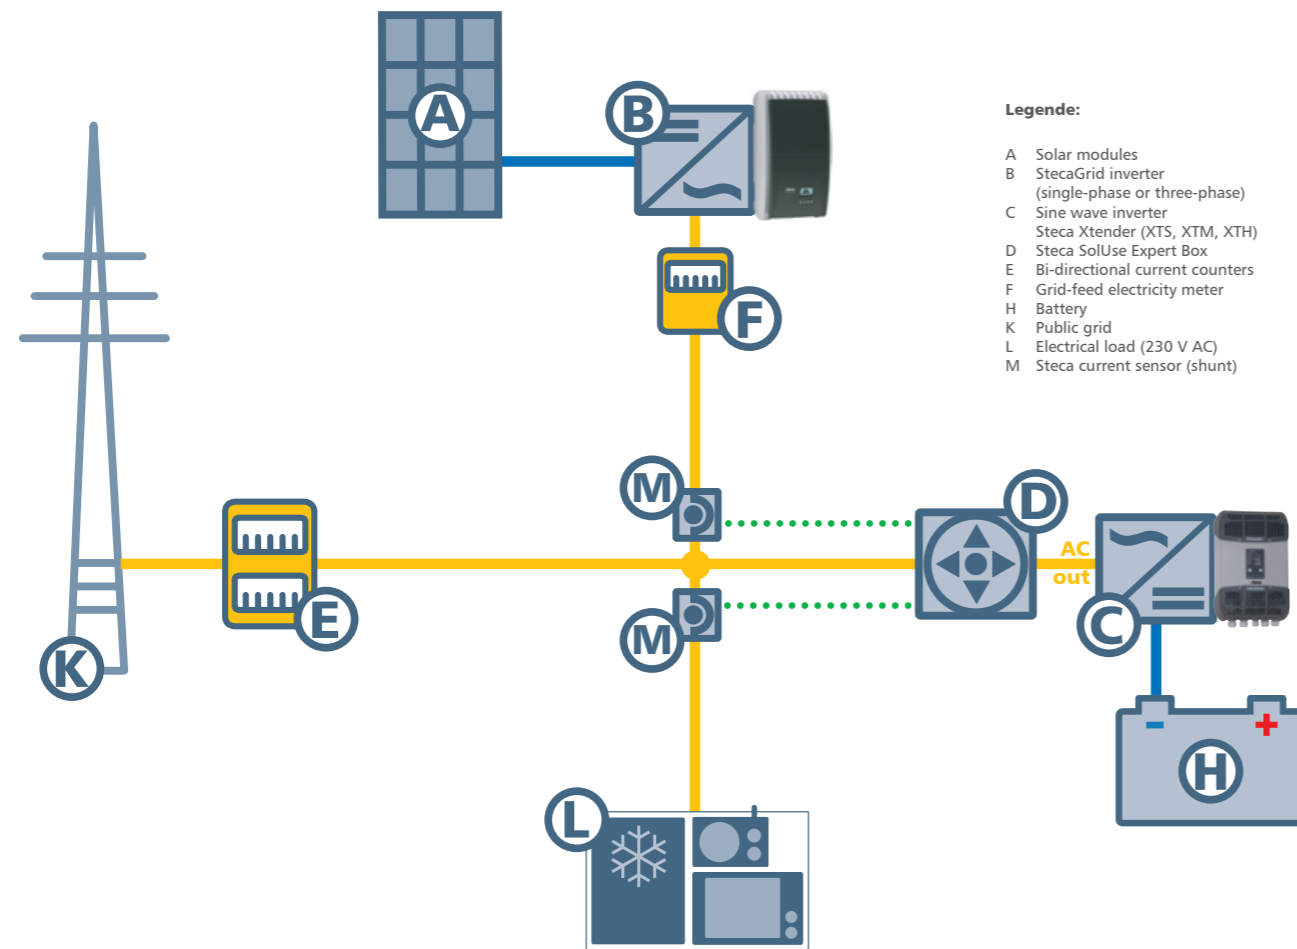 A
B
Legende:
A Solar modules
B StecaGrid inverter
(single-phase or three-phase)
C Sine wave inverter
Steca Xtender (XTS, XTM, XTH)
D Steca SolUse Expert Box
E Bi-directional current counters
F Grid-feed electricity meter
H Battery
K Public grid
L Electrical load (230 V AC)
M Steca current sensor (shunt)
F
M
D
AC
out
E
M
C
K
- +
H
L